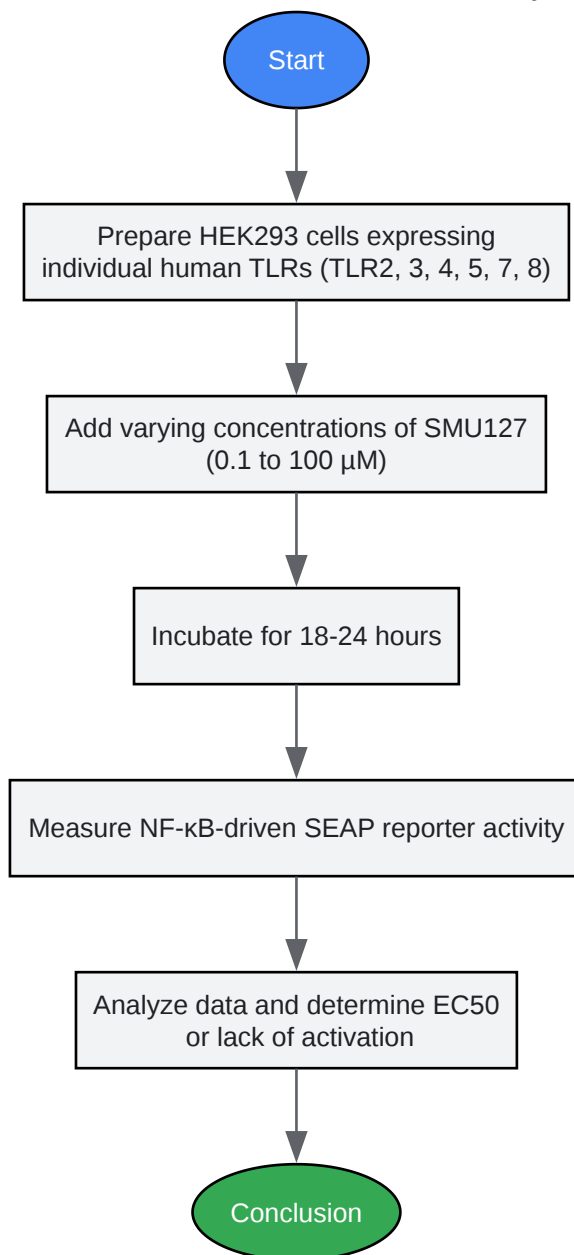 Start
Prepare HEK293 cells expressing
individual human TLRs (TLR2, 3, 4, 5, 7, 8)
Add varying concentrations of SMU127
(0.1 to 100 µM)
Incubate for 18-24 hours
Measure NF-κB-driven SEAP reporter activity
Analyze data and determine EC50
or lack of activation
Conclusion